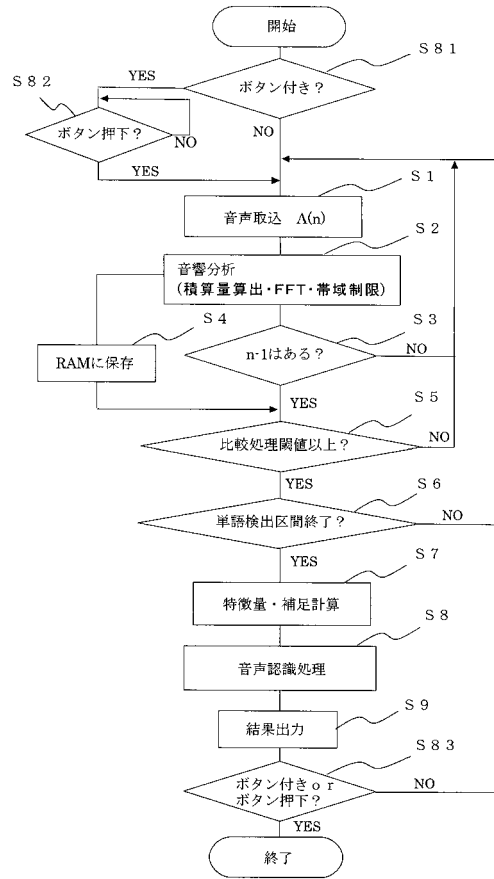 開始
S81
YES
ボタン付き?
S82
NO
ボタン押下?
NO
YES
S1
音声取込 A(n)
S2
音響分析
(積算量算出・FFT・帯域制限)
S4
S3
RAMに保存
n-1はある?
NO
YES
S5
比較処理閾値以上?
NO
YES
S6
単語検出区間終了?
NO
YES
S7
特徴量・補足計算
S8
音声認識処理
S9
結果出力
S83
ボタン付きor
ボタン押下?
NO
YES
終了